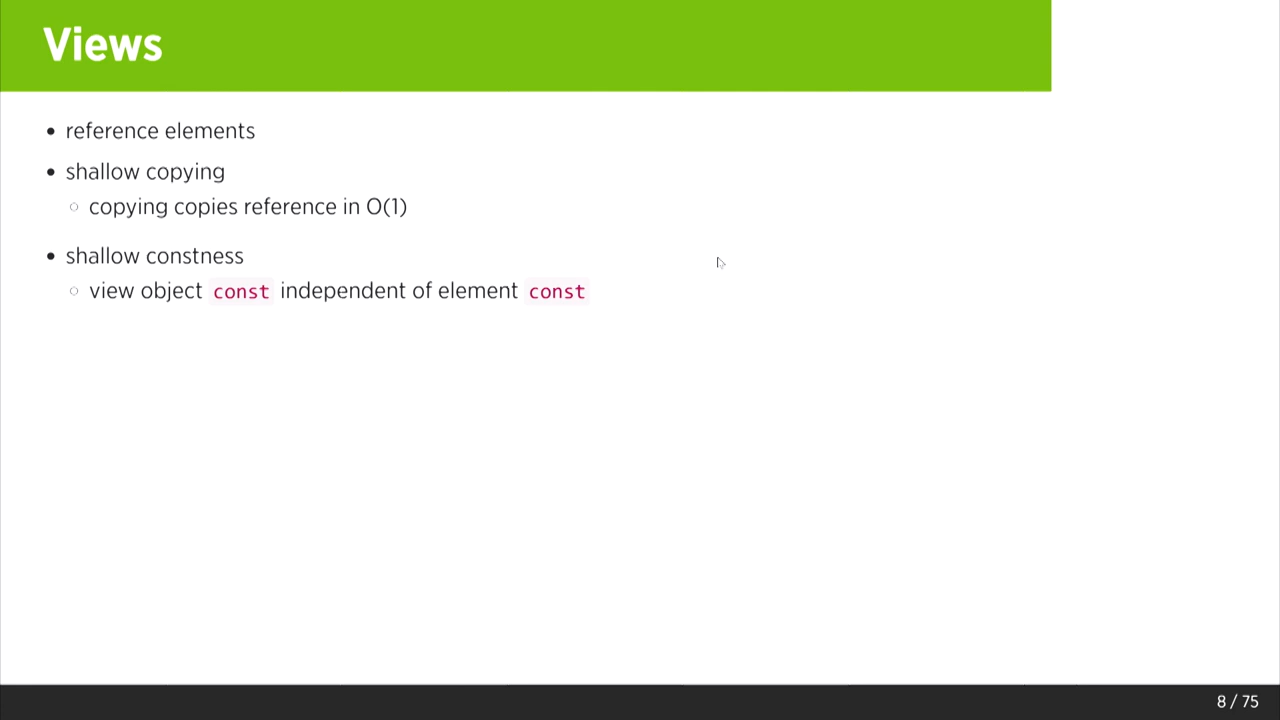 Views
• reference elements
• shallow copying
○ copying copies reference in O(1)
• shallow constness
○ view object const independent of element const
8 / 75